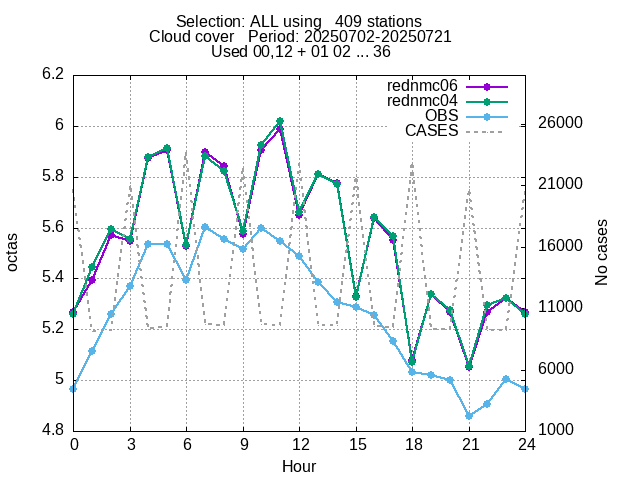 Selection: ALL using   409 stations
Cloud cover   Period: 20250702-20250721
Used 00,12 + 01 02 ... 36
rednmc06
rednmc04
OBS
CASES
6.2
6
5.8
5.6
5.4
5.2
5
4.8
octas
26000
21000
16000
11000
6000
1000
No cases
0 3 6 9 12 15 18 21 24
Hour